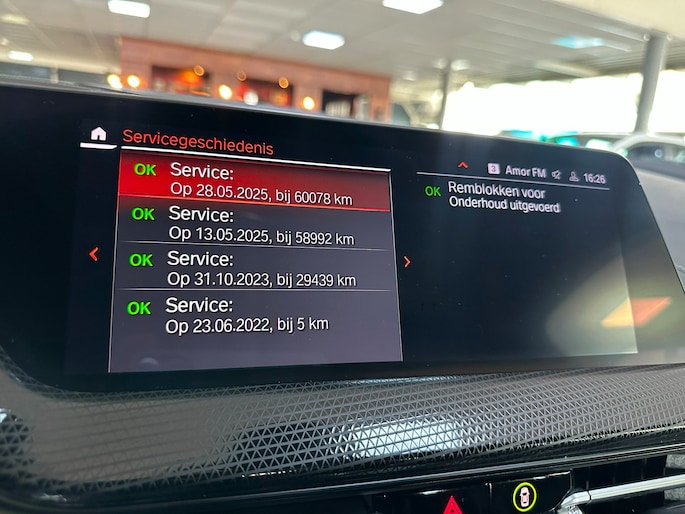 Servicegeschiedenis
OK Service:
Op 28.05.2025, bij 60078 km
OK Service:
Op 13.05.2025, bij 58992 km
OK Service:
Op 31.10.2023, bij 29439 km
OK Service:
Op 23.06.2022, bij 5 km
3 Amor FM 16:26
OK Remblokken voor
Onderhoud uitgevoerd